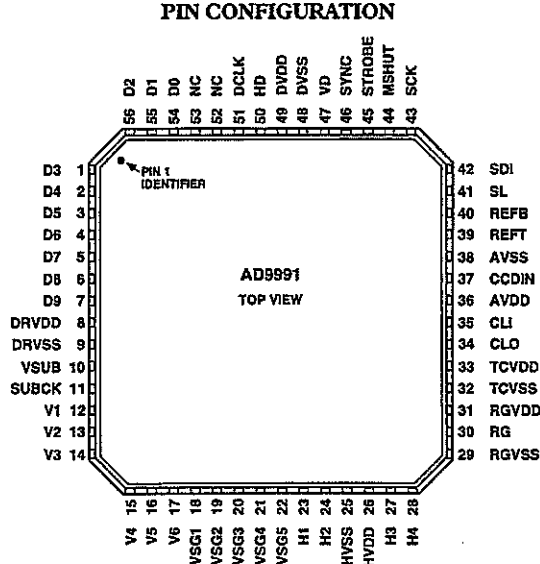 PIN CONFIGURATION
D2 D1 D0 NC NC DCLK HD DVDD DVSS VD SYNC STROBE MSHUT SCK
56 55 54 53 52 51 50 49 48 47 46 45 44 43
PIN 1
IDENTIFIER
D3 1
D4 2
D5 3
D6 4
D7 5
D8 6
D9 7
DRVDD 8
DRVSS 9
VSUB 10
SUBCK 11
V1 12
V2 13
V3 14
AD9991
TOP VIEW
42 SDI
41 SL
40 REFB
39 REFT
38 AVSS
37 CCDIN
36 AVDD
35 CLI
34 CLO
33 TCVDD
32 TCVSS
31 RGVDD
30 RG
29 RGVSS
15 16 17 18 19 20 21 22 23 24 25 26 27 28
V4 V5 V6 VSG1 VSG2 VSG3 VSG4 VSG5 H1 H2 HVSS HVDD H3 H4